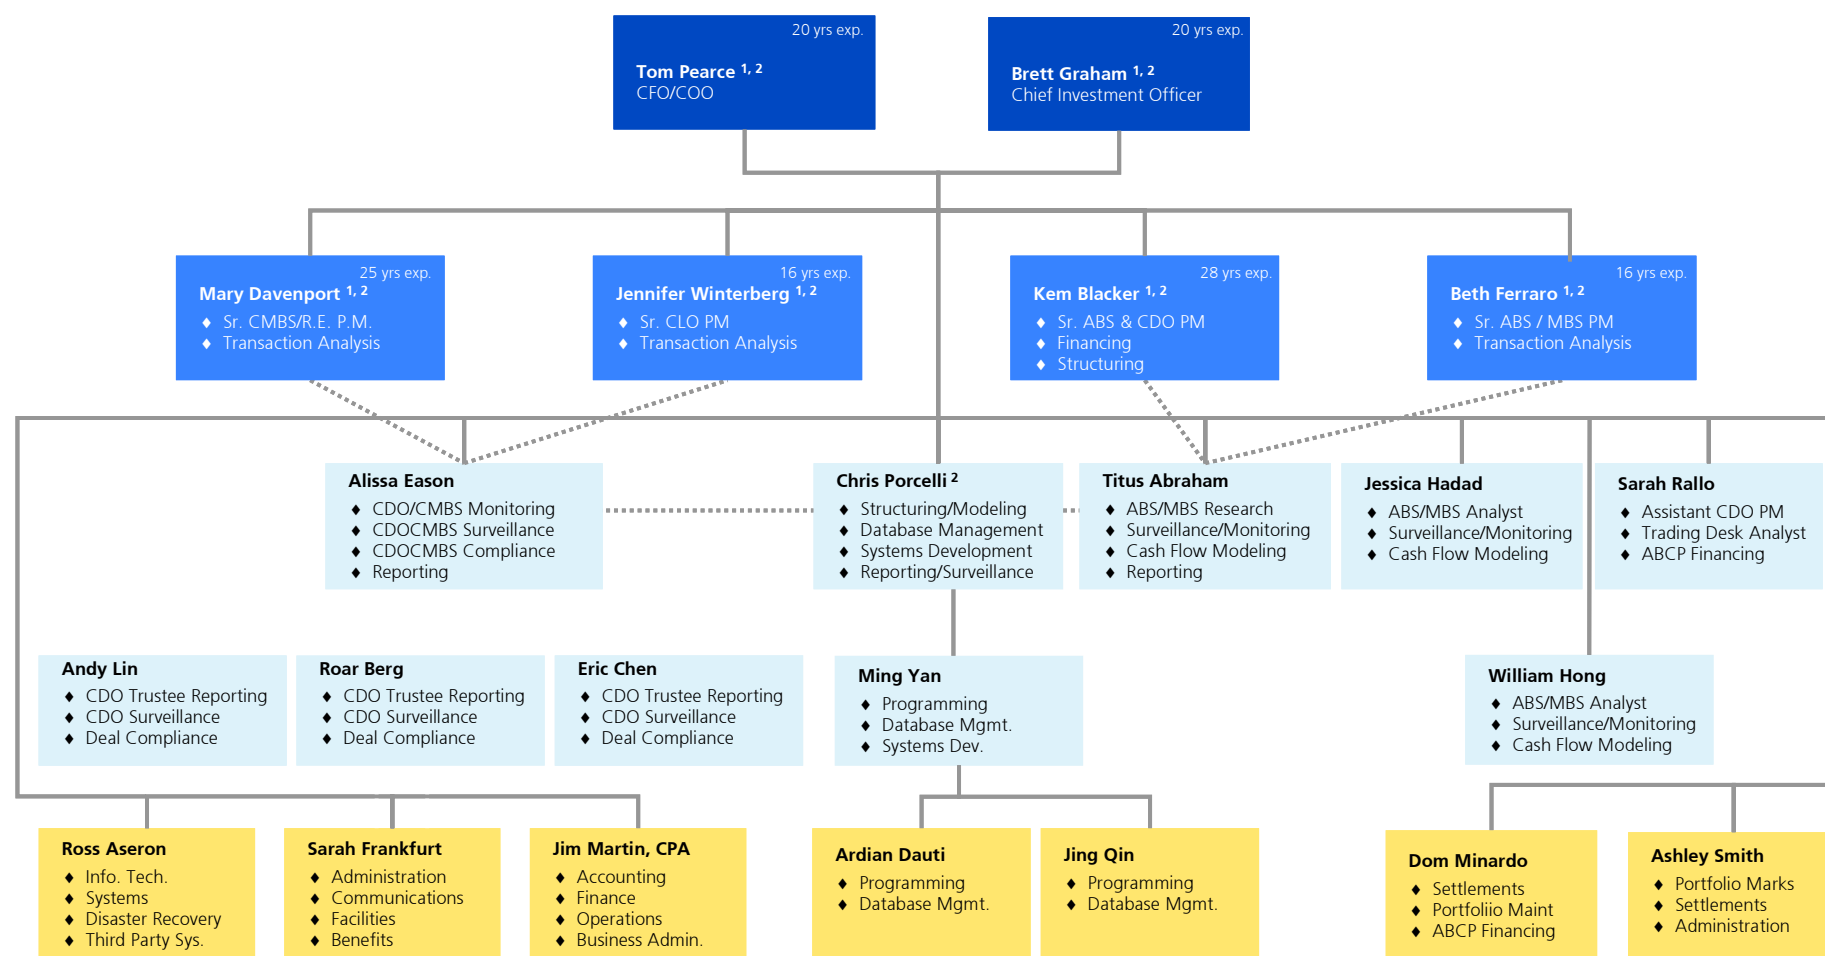 20 yrs exp.
Tom Pearce 1, 2
CFO/COO
20 yrs exp.
Brett Graham 1, 2
Chief Investment Officer
25 yrs exp.
Mary Davenport 1, 2
♦ Sr. CMBS/R.E. P.M.
♦ Transaction Analysis
16 yrs exp.
Jennifer Winterberg 1, 2
♦ Sr. CLO PM
♦ Transaction Analysis
28 yrs exp.
Kem Blacker 1, 2
♦ Sr. ABS & CDO PM
♦ Financing
♦ Structuring
16 yrs exp.
Beth Ferraro 1, 2
♦ Sr. ABS / MBS PM
♦ Transaction Analysis
Alissa Eason
♦ CDO/CMBS Monitoring
♦ CDOCMBS Surveillance
♦ CDOCMBS Compliance
♦ Reporting
Chris Porcelli 2
♦ Structuring/Modeling
♦ Database Management
♦ Systems Development
♦ Reporting/Surveillance
Titus Abraham
♦ ABS/MBS Research
♦ Surveillance/Monitoring
♦ Cash Flow Modeling
♦ Reporting
Jessica Hadad
♦ ABS/MBS Analyst
♦ Surveillance/Monitoring
♦ Cash Flow Modeling
Sarah Rallo
♦ Assistant CDO PM
♦ Trading Desk Analyst
♦ ABCP Financing
Andy Lin
♦ CDO Trustee Reporting
♦ CDO Surveillance
♦ Deal Compliance
Roar Berg
♦ CDO Trustee Reporting
♦ CDO Surveillance
♦ Deal Compliance
Eric Chen
♦ CDO Trustee Reporting
♦ CDO Surveillance
♦ Deal Compliance
Ming Yan
♦ Programming
♦ Database Mgmt.
♦ Systems Dev.
William Hong
♦ ABS/MBS Analyst
♦ Surveillance/Monitoring
♦ Cash Flow Modeling
Ross Aseron
♦ Info. Tech.
♦ Systems
♦ Disaster Recovery
♦ Third Party Sys.
Sarah Frankfurt
♦ Administration
♦ Communications
♦ Facilities
♦ Benefits
Jim Martin, CPA
♦ Accounting
♦ Finance
♦ Operations
♦ Business Admin.
Ardian Dauti
♦ Programming
♦ Database Mgmt.
Jing Qin
♦ Programming
♦ Database Mgmt.
Dom Minardo
♦ Settlements
♦ Portfoliio Maint
♦ ABCP Financing
Ashley Smith
♦ Portfolio Marks
♦ Settlements
♦ Administration